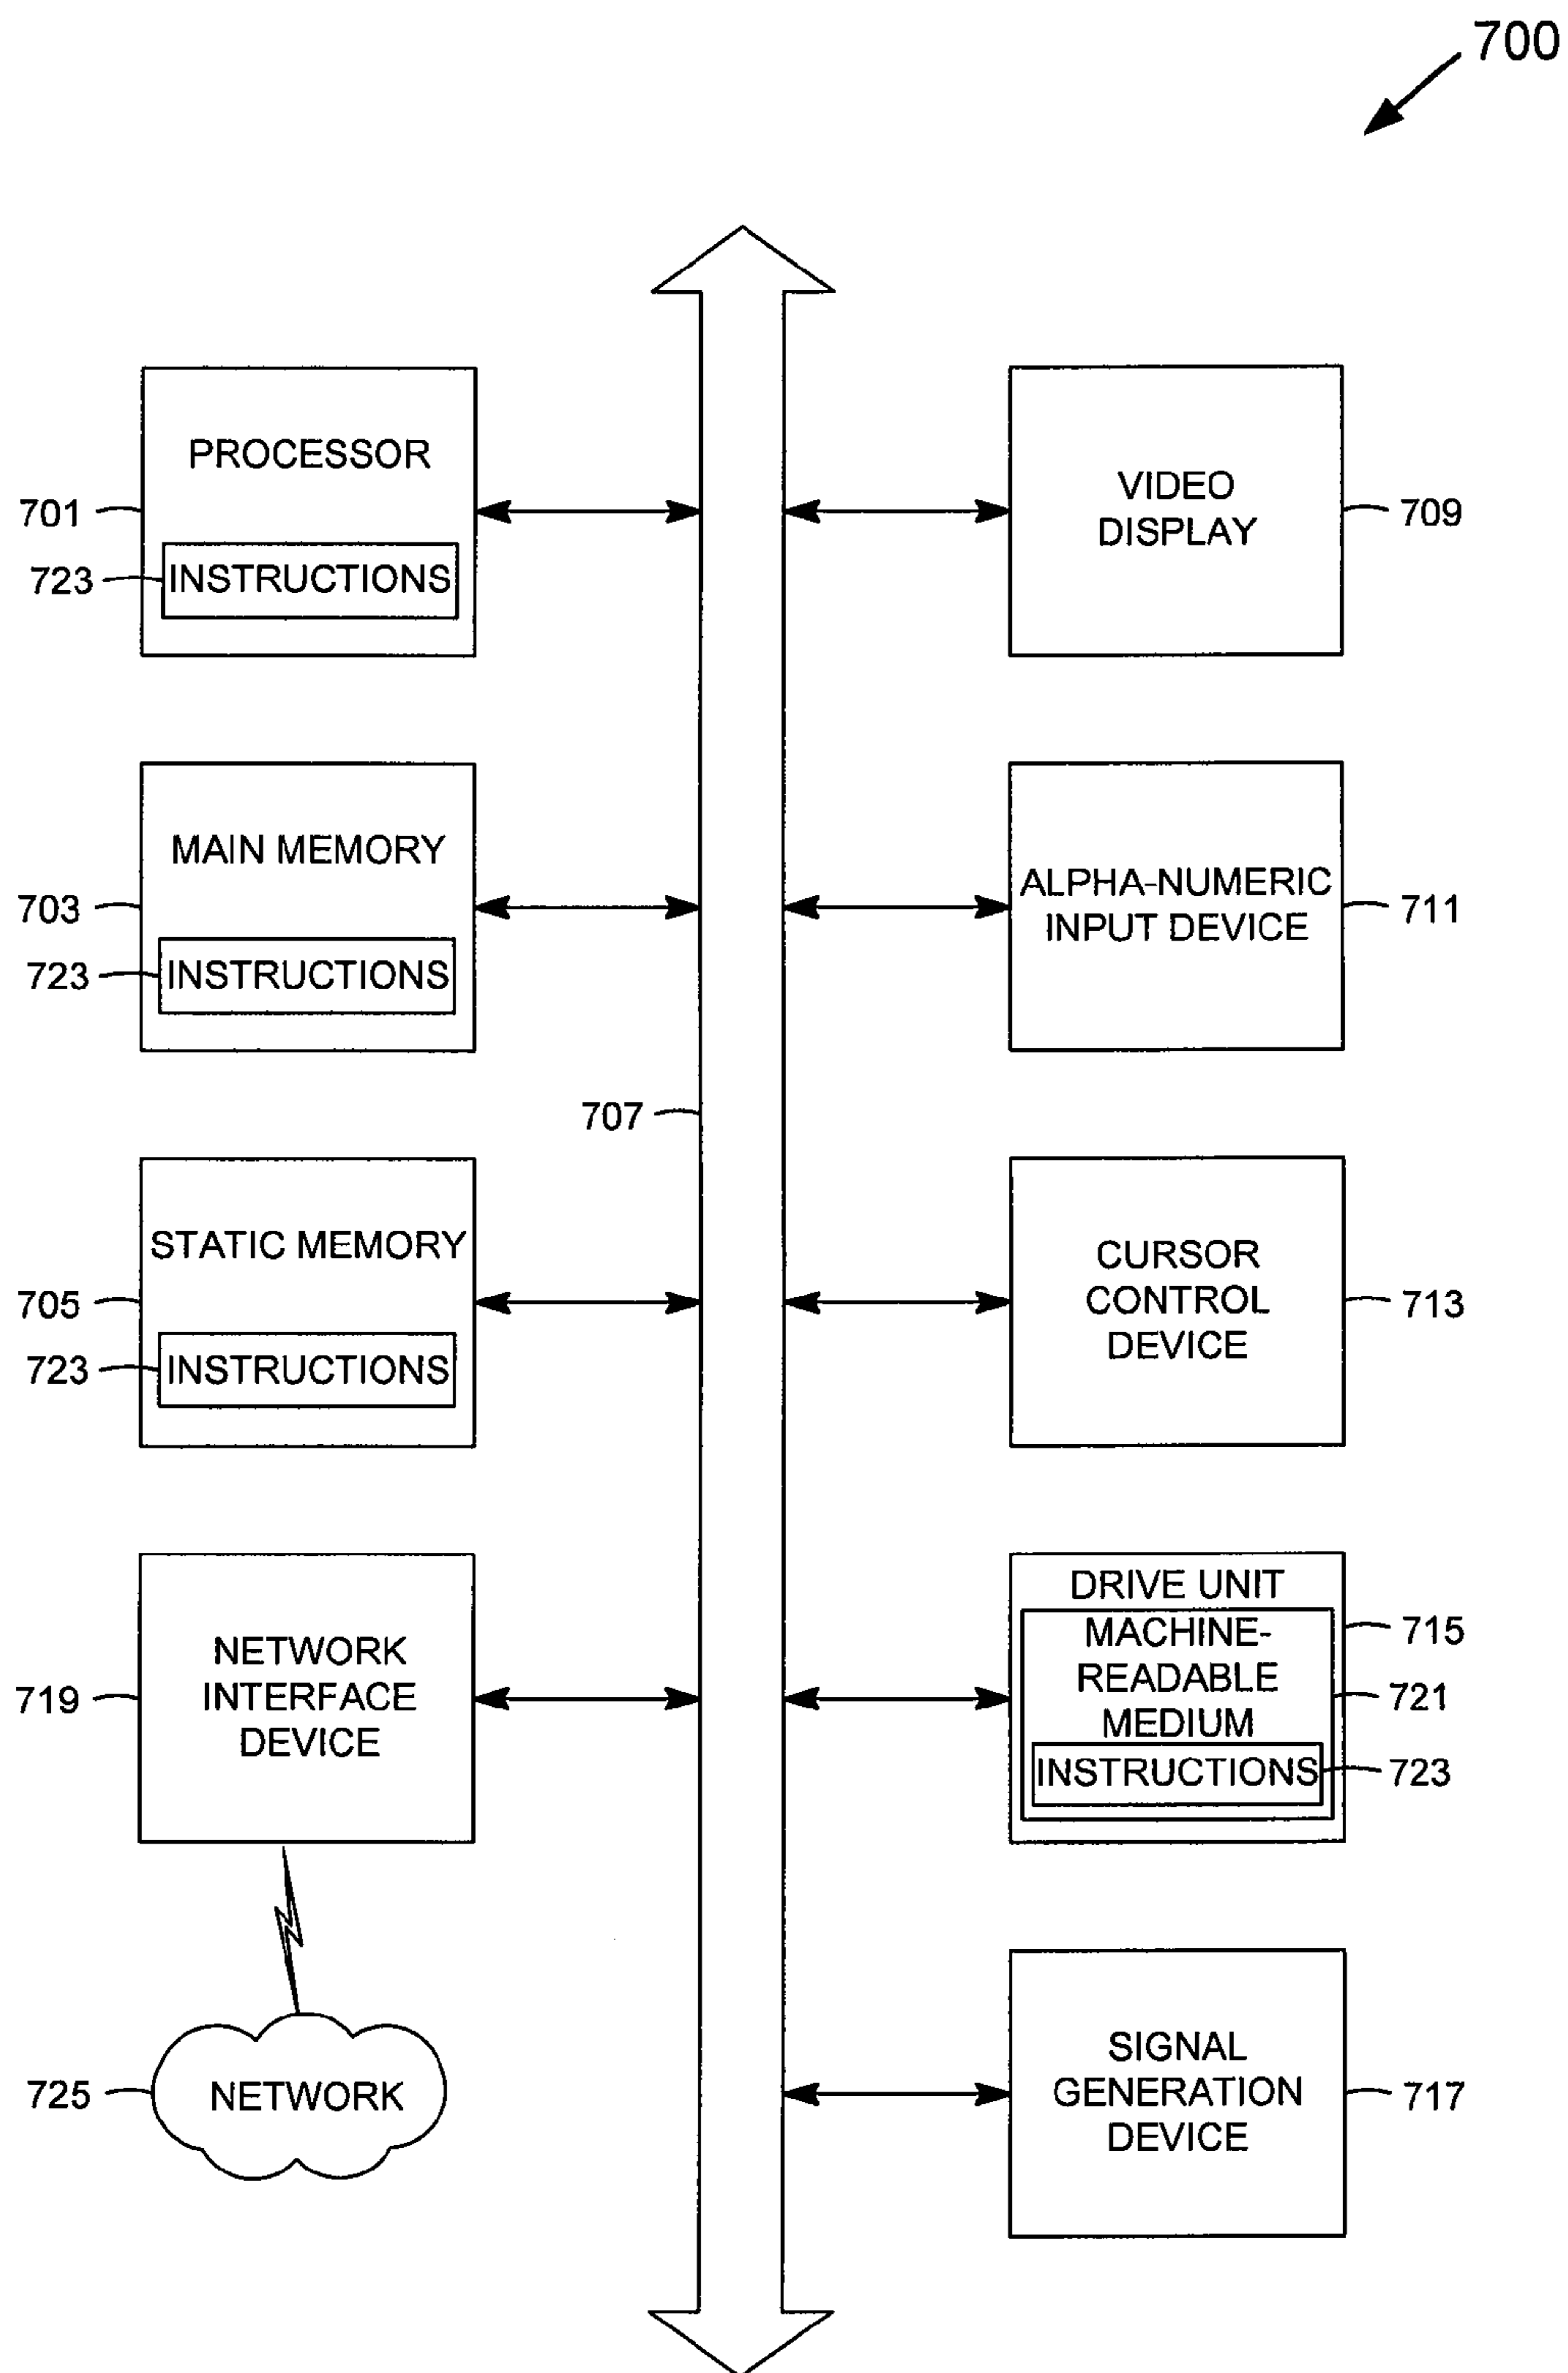 700
PROCESSOR
701
723
INSTRUCTIONS
VIDEO
DISPLAY
709
MAIN MEMORY
703
723
INSTRUCTIONS
ALPHA-NUMERIC
INPUT DEVICE
711
707
STATIC MEMORY
705
723
INSTRUCTIONS
CURSOR
CONTROL
DEVICE
713
NETWORK
INTERFACE
DEVICE
719
DRIVE UNIT
715
MACHINE-
READABLE
MEDIUM
721
INSTRUCTIONS
723
725
NETWORK
SIGNAL
GENERATION
DEVICE
717